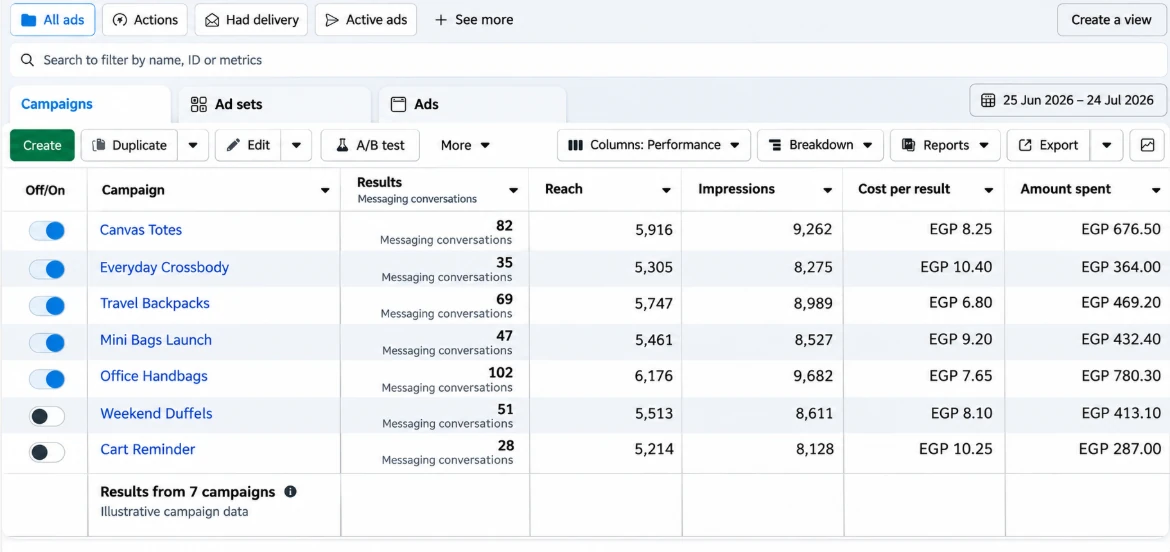 All ads Actions Had delivery Active ads + See more Create a view
Search to filter by name, ID or metrics
Campaigns Ad sets Ads 25 Jun 2026 – 24 Jul 2026
Create Duplicate Edit A/B test More Columns: Performance Breakdown Reports Export
Off/On Campaign Results Reach Impressions Cost per result Amount spent
Messaging conversations
Canvas Totes 82 5,916 9,262 EGP 8.25 EGP 676.50
Messaging conversations
Everyday Crossbody 35 5,305 8,275 EGP 10.40 EGP 364.00
Messaging conversations
Travel Backpacks 69 5,747 8,989 EGP 6.80 EGP 469.20
Messaging conversations
Mini Bags Launch 47 5,461 8,527 EGP 9.20 EGP 432.40
Messaging conversations
Office Handbags 102 6,176 9,682 EGP 7.65 EGP 780.30
Messaging conversations
Weekend Duffels 51 5,513 8,611 EGP 8.10 EGP 413.10
Messaging conversations
Cart Reminder 28 5,214 8,128 EGP 10.25 EGP 287.00
Messaging conversations
Results from 7 campaigns
Illustrative campaign data